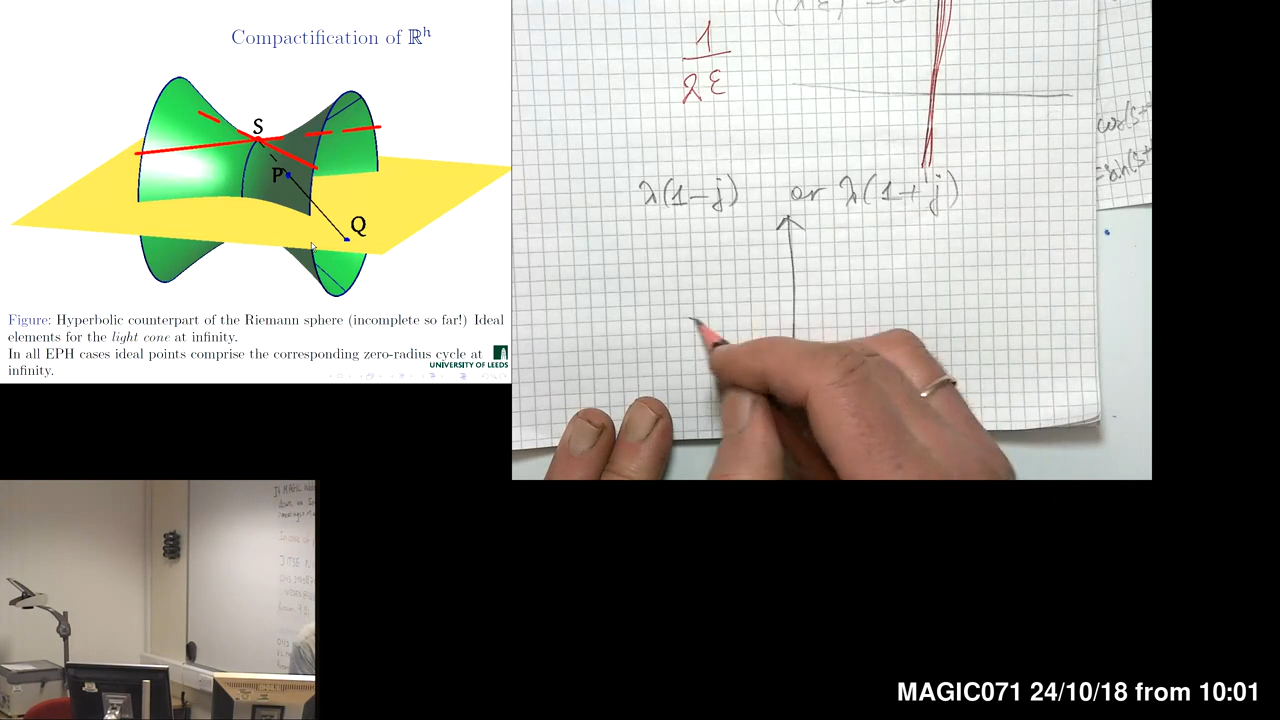 Compactification of ℝʰ
S
P
Q
Figure: Hyperbolic counterpart of the Riemann sphere (incomplete so far!) Ideal
elements for the light cone at infinity.
In all EPH cases ideal points comprise the corresponding zero-radius cycle at
infinity.
UNIVERSITY OF LEEDS
1
λε
λ(1-j) or λ(1+j)
MAGIC071 24/10/18 from 10:01